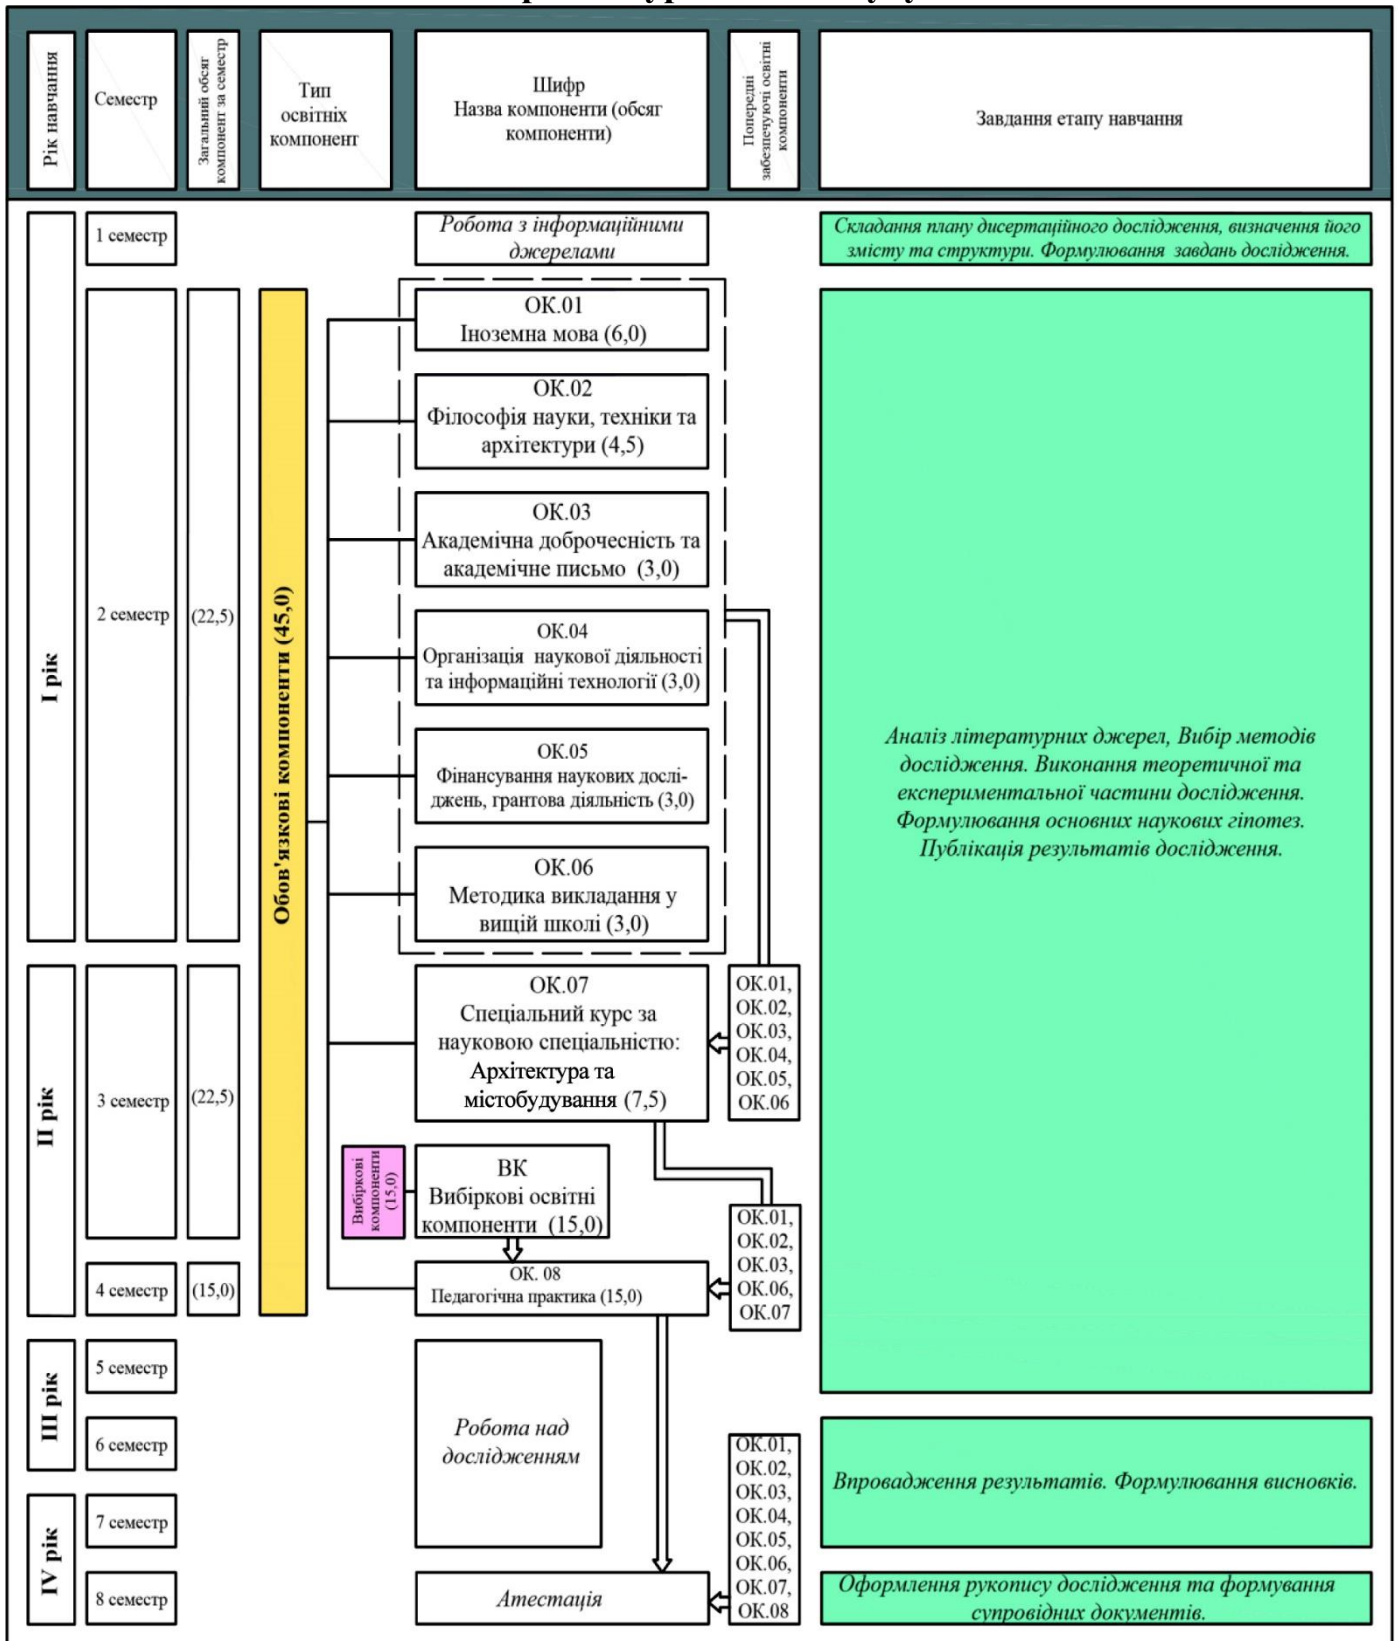 Рік навчання
Семестр
Загальний обсяг
компонент за семестр
Тип
освітніх
компонент
Шифр
Назва компоненти (обсяг
компоненти)
Попередні
забезпечуючі освітні
компоненти
Завдання етапу навчання
I рік
1 семестр
Робота з інформаційними
джерелами
Складання плану дисертаційного дослідження, визначення його
змісту та структури. Формулювання завдань дослідження.
2 семестр
(22,5)
Обов'язкові компоненти (45,0)
ОК.01
Іноземна мова (6,0)
ОК.02
Філософія науки, техніки та
архітектури (4,5)
ОК.03
Академічна доброчесність та
академічне письмо (3,0)
ОК.04
Організація наукової діяльності
та інформаційні технології (3,0)
ОК.05
Фінансування наукових дослі-
джень, грантова діяльність (3,0)
ОК.06
Методика викладання у
вищій школі (3,0)
Аналіз літературних джерел, Вибір методів
дослідження. Виконання теоретичної та
експериментальної частини дослідження.
Формулювання основних наукових гіпотез.
Публікація результатів дослідження.
II рік
3 семестр
(22,5)
ОК.07
Спеціальний курс за
науковою спеціальністю:
Архітектура та
містобудування (7,5)
ОК.01,
ОК.02,
ОК.03,
ОК.04,
ОК.05,
ОК.06
Вибіркові
компоненти
(15,0)
ВК
Вибіркові освітні
компоненти (15,0)
4 семестр
(15,0)
ОК. 08
Педагогічна практика (15,0)
ОК.01,
ОК.02,
ОК.03,
ОК.06,
ОК.07
III рік
5 семестр
6 семестр
Робота над
дослідженням
Впровадження результатів. Формулювання висновків.
IV рік
7 семестр
8 семестр
Атестація
ОК.01,
ОК.02,
ОК.03,
ОК.04,
ОК.05,
ОК.06,
ОК.07,
ОК.08
Оформлення рукопису дослідження та формування
супровідних документів.